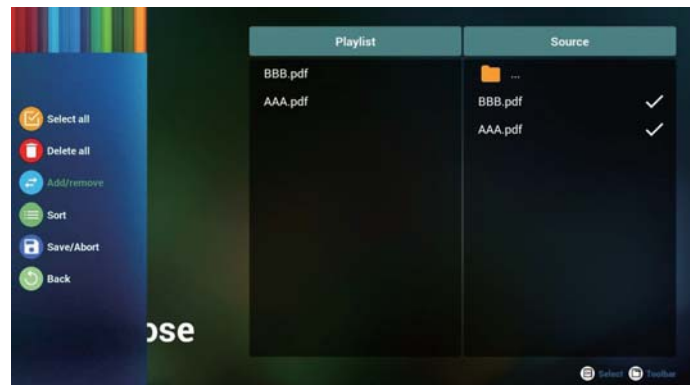 Playlist
Source
BBB.pdf
AAA.pdf
...
BBB.pdf
AAA.pdf
Select all
Delete all
Add/remove
Sort
Save/Abort
Back
ose
Select
Toolbar